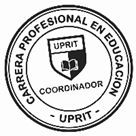 CARRERA PROFESIONAL EN EDUCACION
UPRIT
COORDINADOR
- UPRIT -